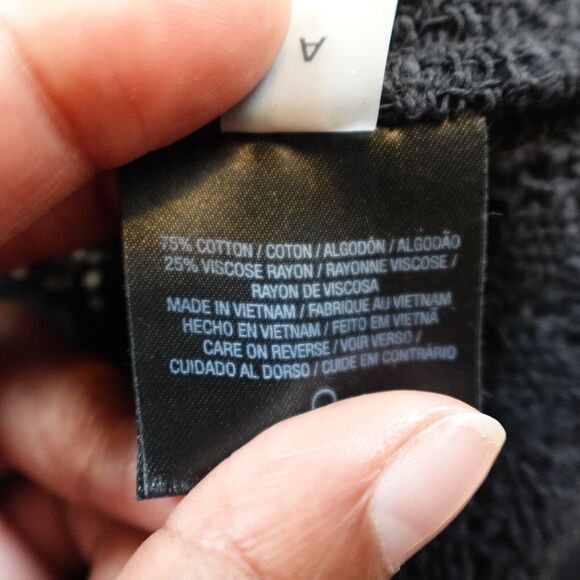 A
75% COTTON / COTON / ALGODÓN / ALGODÃO
25% VISCOSE RAYON / RAYONNE VISCOSE /
RAYON DE VISCOSA
MADE IN VIETNAM / FABRIQUE AU VIETNAM
HECHO EN VIETNAM / FEITO EM VIETNÃ
CARE ON REVERSE / VOIR VERSO /
CUIDADO AL DORSO / CUIDE EM CONTRÁRIO